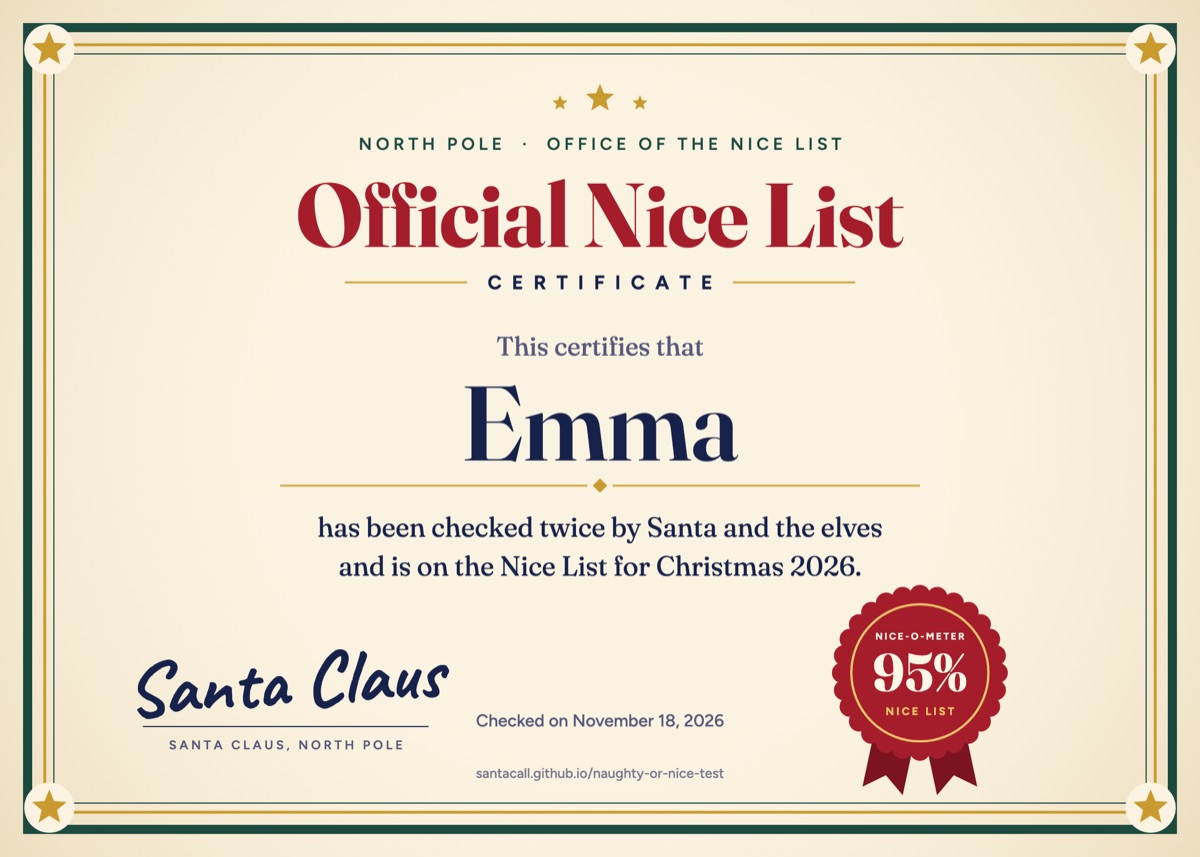 NORTH POLE · OFFICE OF THE NICE LIST
Official Nice List
CERTIFICATE
This certifies that
Emma
has been checked twice by Santa and the elves
and is on the Nice List for Christmas 2026.
NICE-O-METER
95%
NICE LIST
Santa Claus
SANTA CLAUS, NORTH POLE
Checked on November 18, 2026
santacall.github.io/naughty-or-nice-test